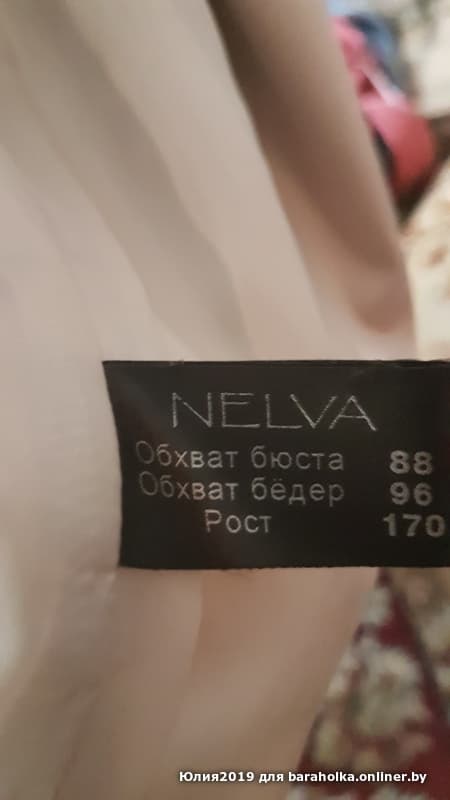 NELVA
Обхват бюста 88
Обхват бёдер 96
Рост 170
Юлия2019 для baraholka.onliner.by